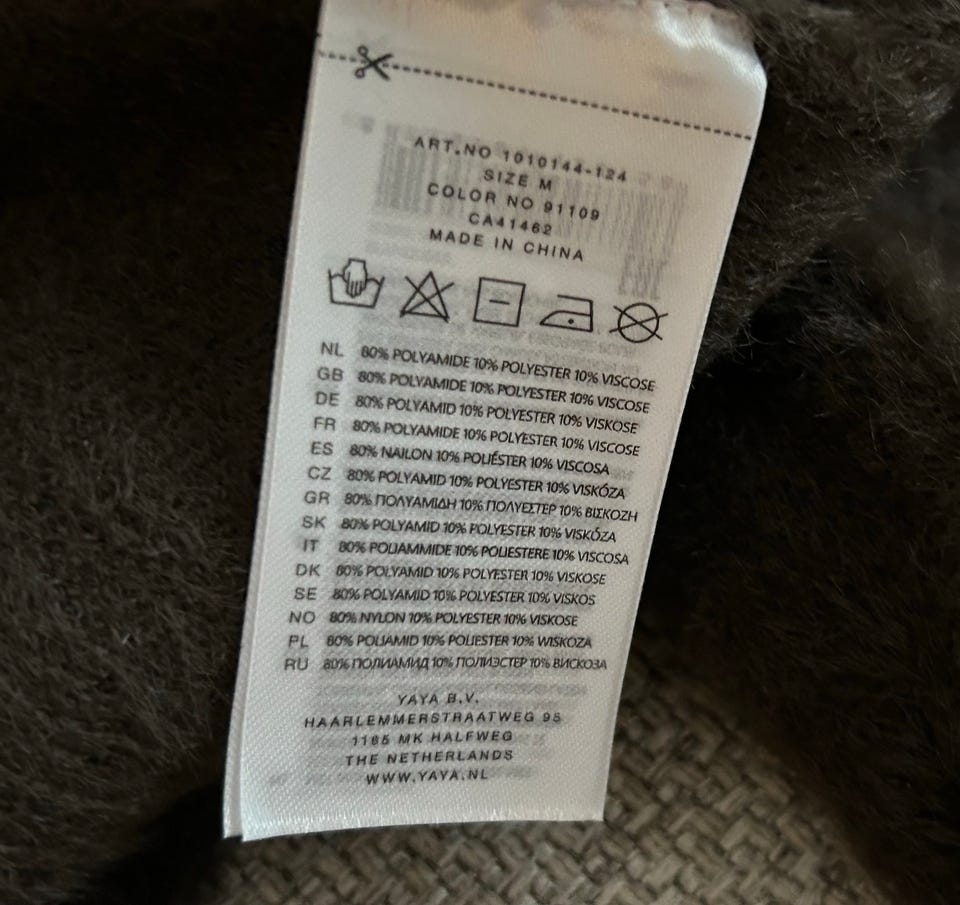 ART.NO 1010144-124
SIZE M
COLOR NO 91109
CA41462
MADE IN CHINA
NL 80% POLYAMIDE 10% POLYESTER 10% VISCOSE
GB 80% POLYAMIDE 10% POLYESTER 10% VISCOSE
DE 80% POLYAMID 10% POLYESTER 10% VISKOSE
FR 80% POLYAMIDE 10% POLYESTER 10% VISCOSE
ES 80% NAILON 10% POLIÉSTER 10% VISCOSA
CZ 80% POLYAMID 10% POLYESTER 10% VISKÓZA
GR 80% ΠΟΛΥΑΜΙΔΗ 10% ΠΟΛΥΕΣΤΕΡ 10% ΒΙΣΚΟΖΗ
SK 80% POLYAMID 10% POLYESTER 10% VISKÓZA
IT 80% POLIAMMIDE 10% POLIESTERE 10% VISCOSA
DK 80% POLYAMID 10% POLYESTER 10% VISKOSE
SE 80% POLYAMID 10% POLYESTER 10% VISKOS
NO 80% NYLON 10% POLYESTER 10% VISKOSE
PL 80% POLIAMID 10% POLIESTER 10% WISKOZA
RU 80% ПОЛИАМИД 10% ПОЛИЭСТЕР 10% ВИСКОЗА
YAYA B.V.
HAARLEMMERSTRAATWEG 95
1165 MK HALFWEG
THE NETHERLANDS
WWW.YAYA.NL